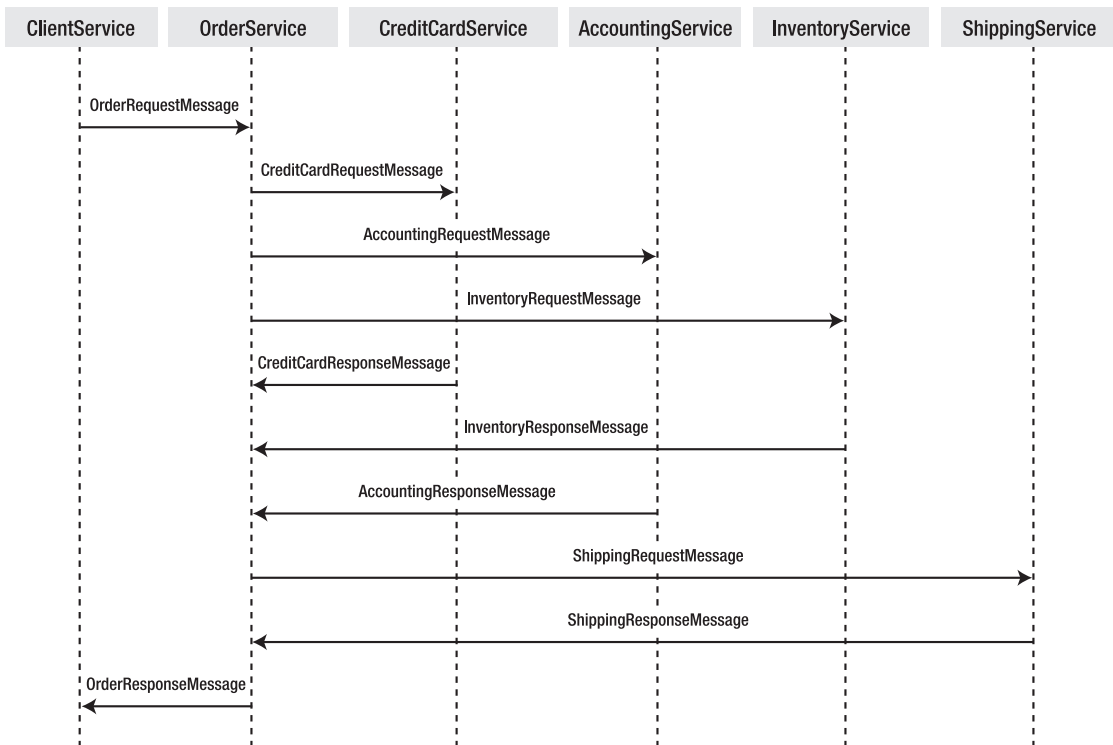 ClientService
OrderService
CreditCardService
AccountingService
InventoryService
ShippingService
OrderRequestMessage
CreditCardRequestMessage
AccountingRequestMessage
InventoryRequestMessage
CreditCardResponseMessage
InventoryResponseMessage
AccountingResponseMessage
ShippingRequestMessage
ShippingResponseMessage
OrderResponseMessage